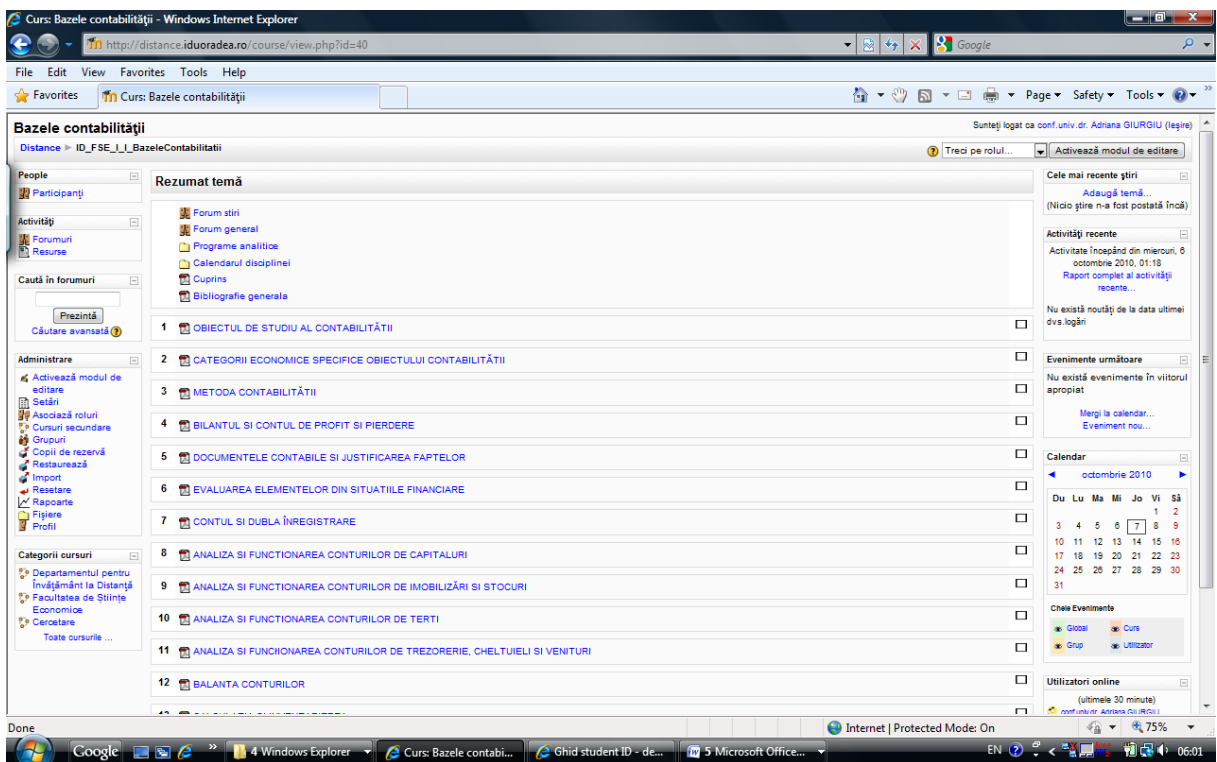 Curs: Bazele contabilităţii - Windows Internet Explorer
http://distance.iduoradea.ro/course/view.php?id=40
Google
File Edit View Favorites Tools Help
Favorites Curs: Bazele contabilităţii
Page Safety Tools
Bazele contabilităţii
Sunteţi logat ca conf.univ.dr. Adriana GIURGIU (Ieşire)
Distance ► ID_FSE_I_I_BazeleContabilitatii
Treci pe rolul...
Activează modul de editare
People
Participanţi
Activităţi
Forumuri
Resurse
Caută în forumuri
Prezintă
Căutare avansată
Administrare
Activează modul de
editare
Setări
Asociază roluri
Cursuri secundare
Grupuri
Copii de rezervă
Restaurează
Import
Resetare
Rapoarte
Fişiere
Profil
Categorii cursuri
Departamentul pentru
Învăţământ la Distanţă
Facultatea de Ştiinţe
Economice
Cercetare
Toate cursurile ...
Rezumat temă
Forum stiri
Forum general
Programe analitice
Calendarul disciplinei
Cuprins
Bibliografie generala
1 OBIECTUL DE STUDIU AL CONTABILITĂTII
2 CATEGORII ECONOMICE SPECIFICE OBIECTULUI CONTABILITĂTII
3 METODA CONTABILITĂTII
4 BILANTUL SI CONTUL DE PROFIT SI PIERDERE
5 DOCUMENTELE CONTABILE SI JUSTIFICAREA FAPTELOR
6 EVALUAREA ELEMENTELOR DIN SITUATIILE FINANCIARE
7 CONTUL SI DUBLA ÎNREGISTRARE
8 ANALIZA SI FUNCTIONAREA CONTURILOR DE CAPITALURI
9 ANALIZA SI FUNCTIONAREA CONTURILOR DE IMOBILIZĂRI SI STOCURI
10 ANALIZA SI FUNCTIONAREA CONTURILOR DE TERTI
11 ANALIZA SI FUNCIIONAREA CONTURILOR DE TREZORERIE, CHELTUIELI SI VENITURI
12 BALANTA CONTURILOR
Cele mai recente ştiri
Adaugă temă...
(Nicio ştire n-a fost postată încă)
Activităţi recente
Activitate începând din miercuri, 6
octombrie 2010, 01:18
Raport complet al activităţii
recente...
Nu există noutăţi de la data ultimei
dvs.logări
Evenimente următoare
Nu există evenimente în viitorul
apropiat
Mergi la calendar...
Eveniment nou...
Calendar
◄ octombrie 2010 ►
Du Lu Ma Mi Jo Vi Sâ
1 2
3 4 5 6 7 8 9
10 11 12 13 14 15 16
17 18 19 20 21 22 23
24 25 26 27 28 29 30
31
Cheie Evenimente
Global Curs
Grup Utilizator
Utilizatori online
(ultimele 30 minute)
conf.univ.dr. Adriana GIURGIU
Done
Internet | Protected Mode: On
75%
Google
4 Windows Explorer
Curs: Bazele contabi...
Ghid student ID - de...
5 Microsoft Office...
EN
06:01